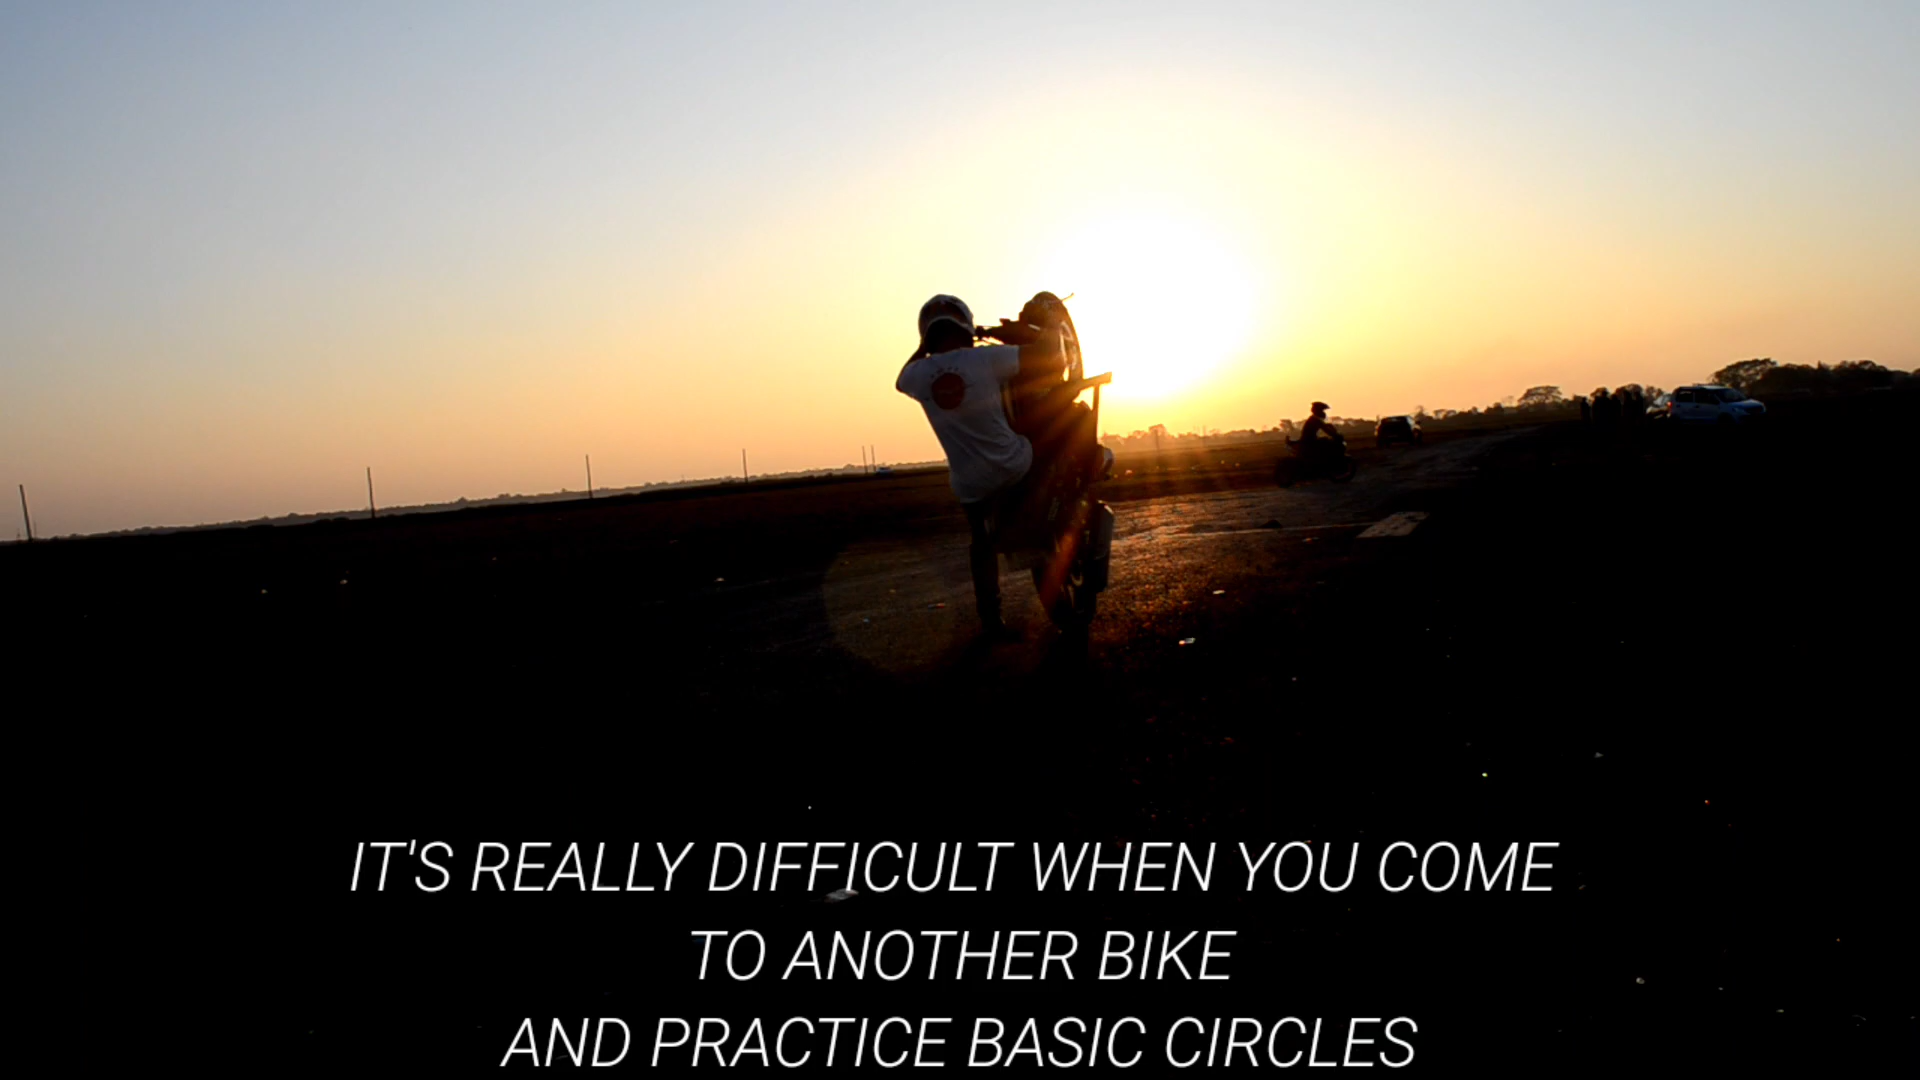 IT'S REALLY DIFFICULT WHEN YOU COME
TO ANOTHER BIKE
AND PRACTICE BASIC CIRCLES